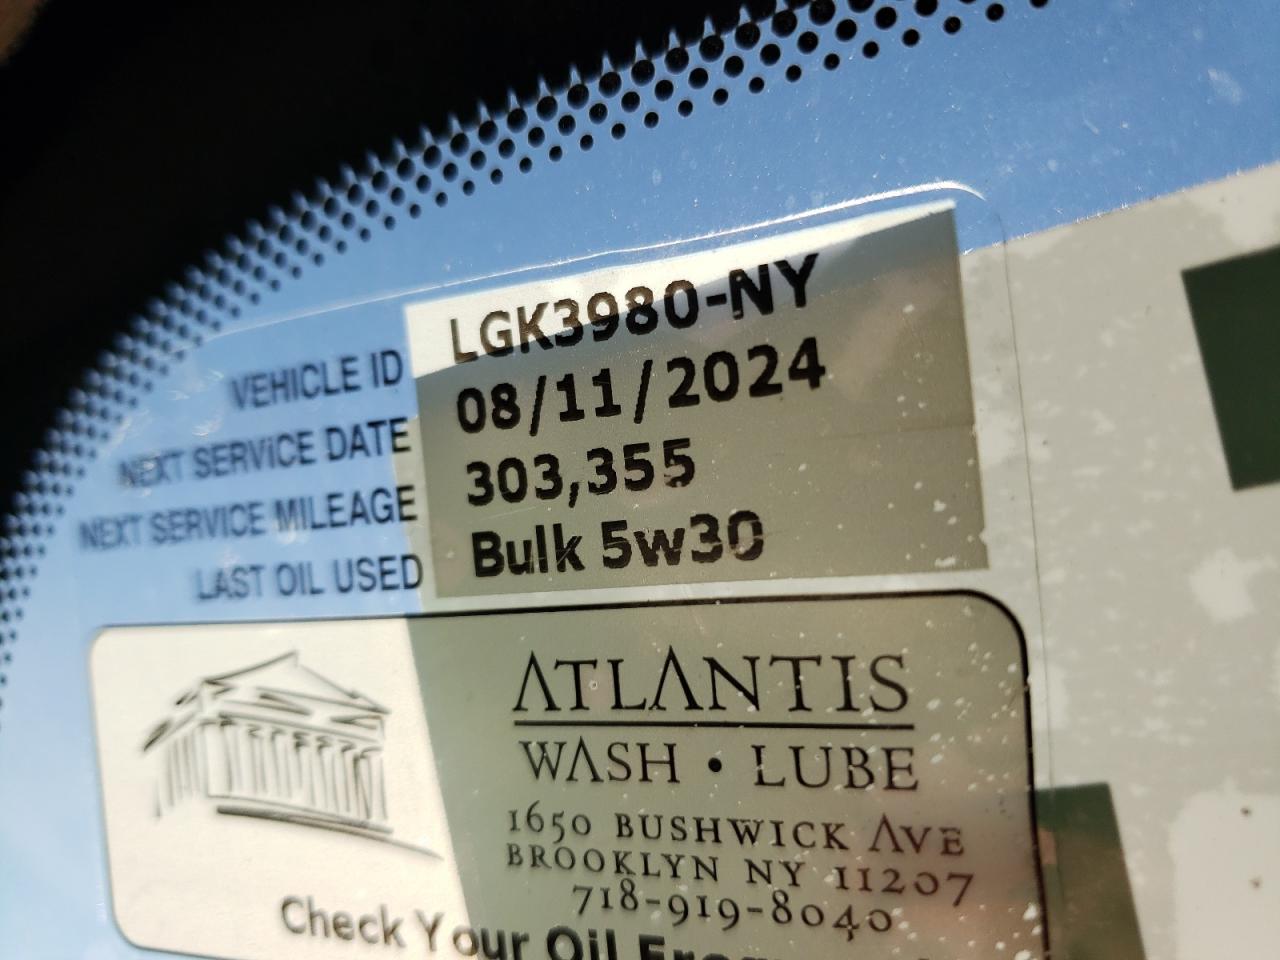 VEHICLE ID LGK3980-NY
NEXT SERVICE DATE 08/11/2024
NEXT SERVICE MILEAGE 303,355
LAST OIL USED Bulk 5w30
ATLANTIS
WASH • LUBE
1650 BUSHWICK AVE
BROOKLYN NY 11207
718-919-8040
Check Your Oil